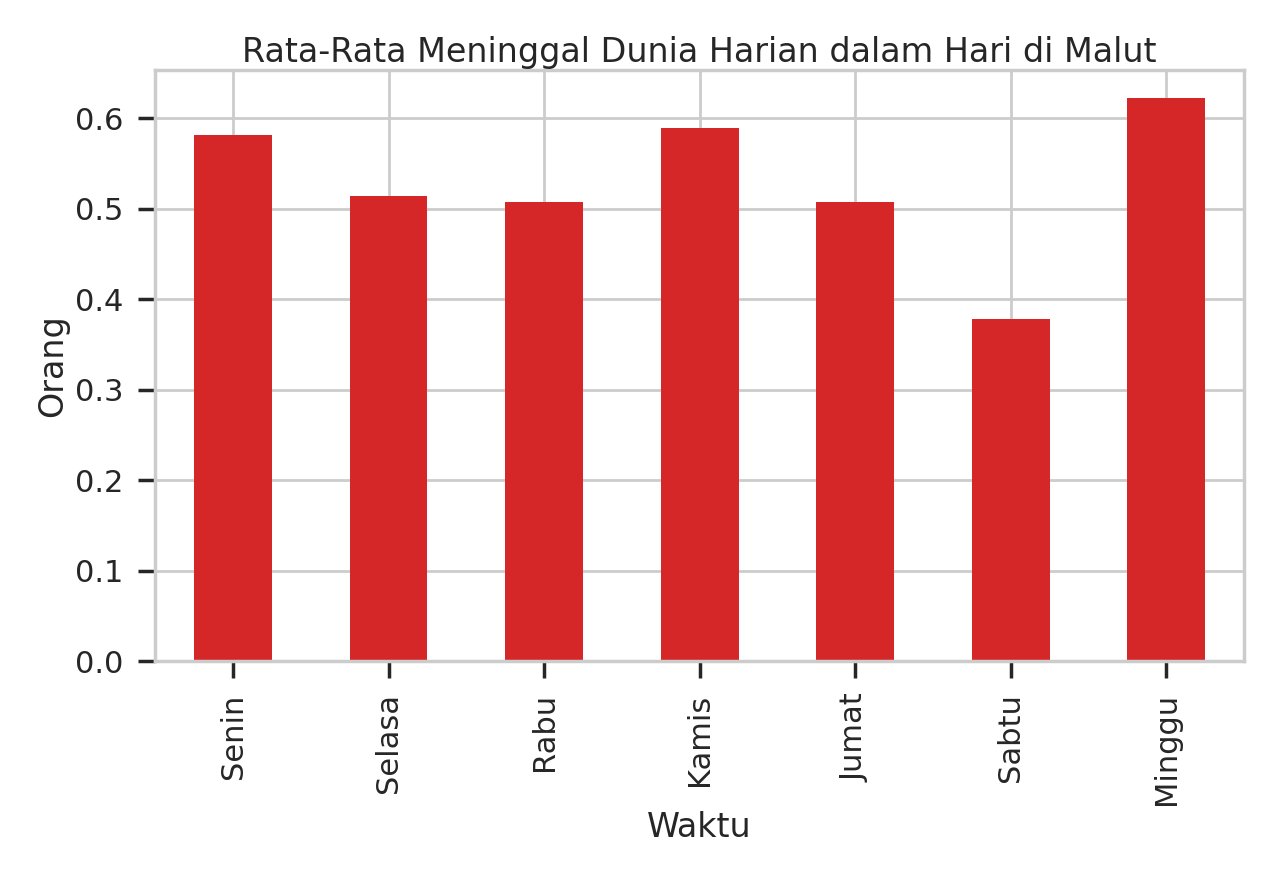 Rata-Rata Meninggal Dunia Harian dalam Hari di Malut
Orang
0.6
0.5
0.4
0.3
0.2
0.1
0.0
Senin
Selasa
Rabu
Kamis
Jumat
Sabtu
Minggu
Waktu